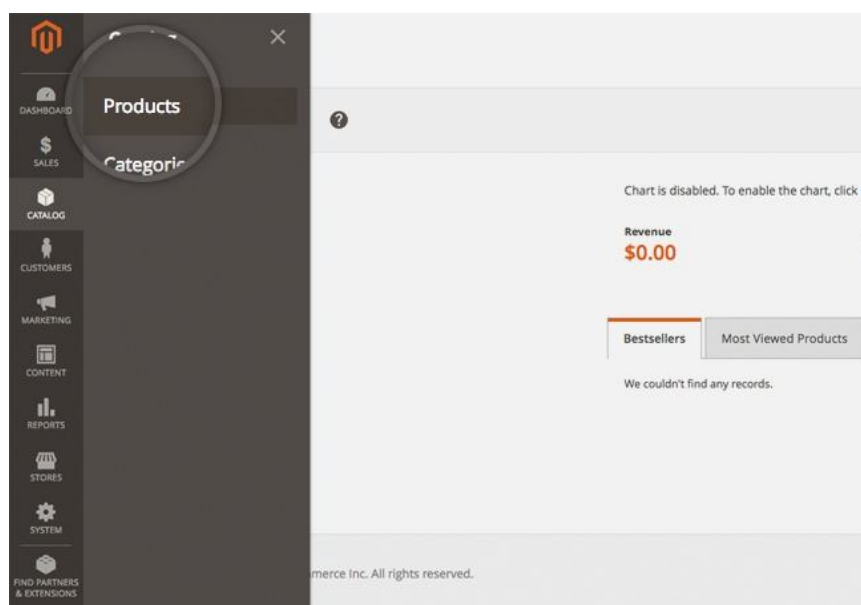 DASHBOARD
SALES
CATALOG
CUSTOMERS
MARKETING
CONTENT
REPORTS
STORES
SYSTEM
FIND PARTNERS
& EXTENSIONS
Products
Chart is disabled. To enable the chart, click
Revenue
$0.00
Bestsellers
Most Viewed Products
We couldn't find any records.
merce Inc. All rights reserved.